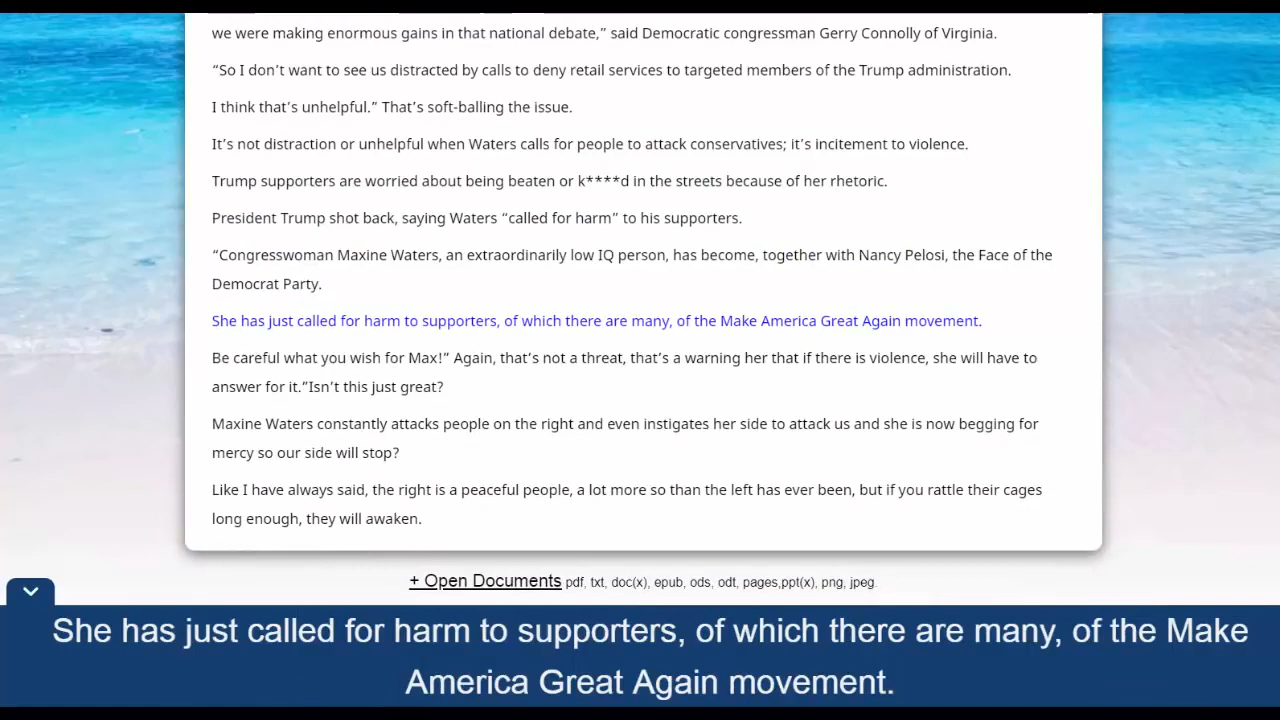 we were making enormous gains in that national debate,” said Democratic congressman Gerry Connolly of Virginia.
“So I don’t want to see us distracted by calls to deny retail services to targeted members of the Trump administration.
I think that’s unhelpful.” That’s soft-balling the issue.
It’s not distraction or unhelpful when Waters calls for people to attack conservatives; it’s incitement to violence.
Trump supporters are worried about being beaten or k****d in the streets because of her rhetoric.
President Trump shot back, saying Waters “called for harm” to his supporters.
“Congresswoman Maxine Waters, an extraordinarily low IQ person, has become, together with Nancy Pelosi, the Face of the
Democrat Party.
She has just called for harm to supporters, of which there are many, of the Make America Great Again movement.
Be careful what you wish for Max!” Again, that’s not a threat, that’s a warning her that if there is violence, she will have to
answer for it.”Isn’t this just great?
Maxine Waters constantly attacks people on the right and even instigates her side to attack us and she is now begging for
mercy so our side will stop?
Like I have always said, the right is a peaceful people, a lot more so than the left has ever been, but if you rattle their cages
long enough, they will awaken.
+ Open Documents pdf, txt, doc(x), epub, ods, odt, pages,ppt(x), png, jpeg.
She has just called for harm to supporters, of which there are many, of the Make
America Great Again movement.